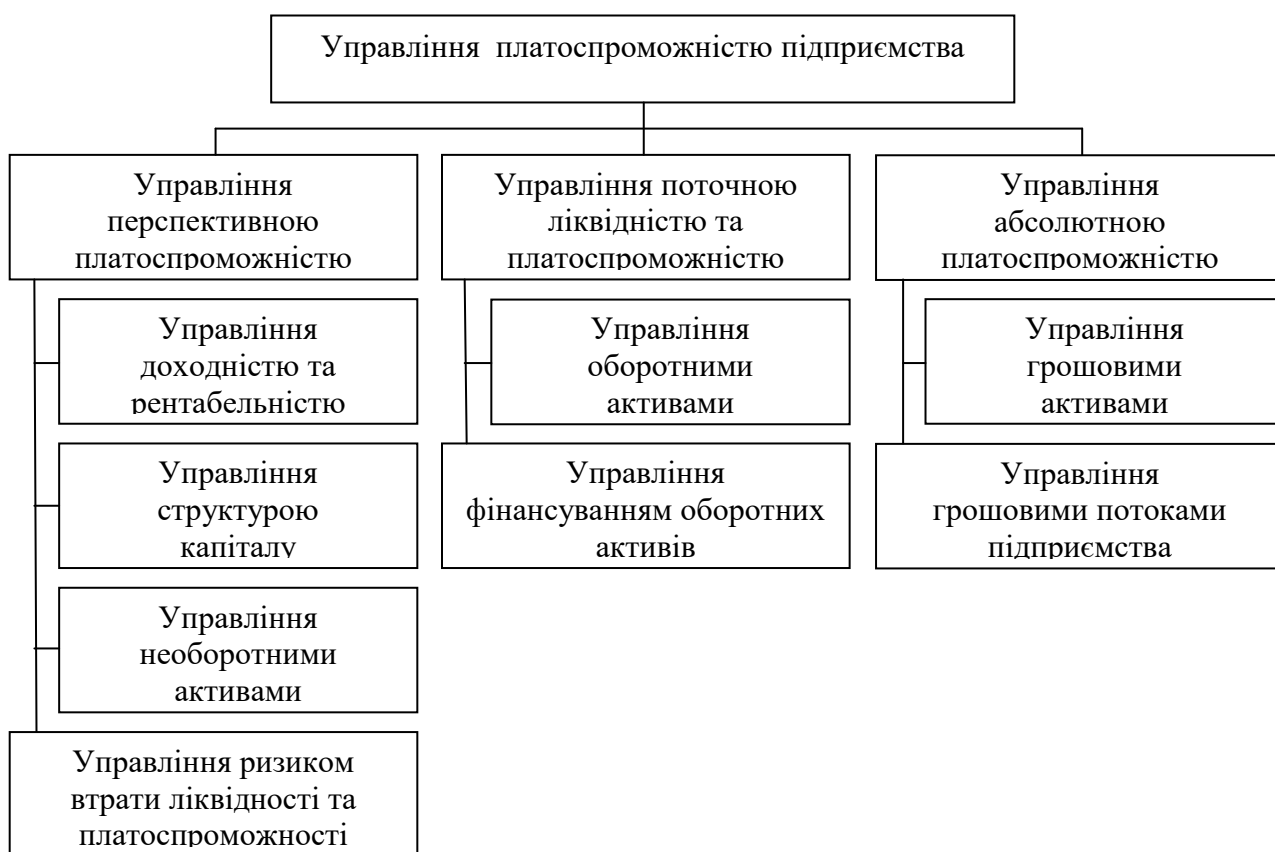 Управління платоспроможністю підприємства
Управління
перспективною
платоспроможністю
Управління
доходністю та
рентабельністю
Управління
структурою
капіталу
Управління
необоротними
активами
Управління ризиком
втрати ліквідності та
платоспроможності
Управління поточною
ліквідністю та
платоспроможністю
Управління
оборотними
активами
Управління
фінансуванням оборотних
активів
Управління
абсолютною
платоспроможністю
Управління
грошовими
активами
Управління
грошовими потоками
підприємства